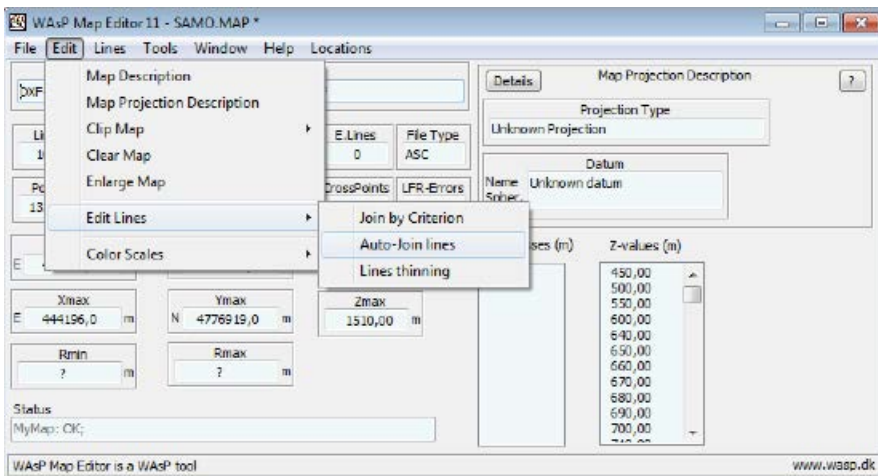 WAsP Map Editor 11 - SAMO.MAP *
File Edit Lines Tools Window Help Locations
Map Description
Map Projection Description
Clip Map
Clear Map
Enlarge Map
Edit Lines
Color Scales
Join by Criterion
Auto-Join lines
Lines thinning
E.Lines
0
File Type
ASC
CrossPoints
LFR-Errors
Details
Map Projection Description
?
Projection Type
Unknown Projection
Datum
Name Unknown datum
Spher.
(m)
Z-values (m)
450,00
500,00
550,00
600,00
640,00
650,00
660,00
670,00
680,00
690,00
700,00
E
Xmax
E 444196,0 m
Ymax
N 4776919,0 m
Zmax
1510,00 m
Rmin
? m
Rmax
? m
Status
MyMap: OK;
WAsP Map Editor is a WAsP tool
www.wasp.dk